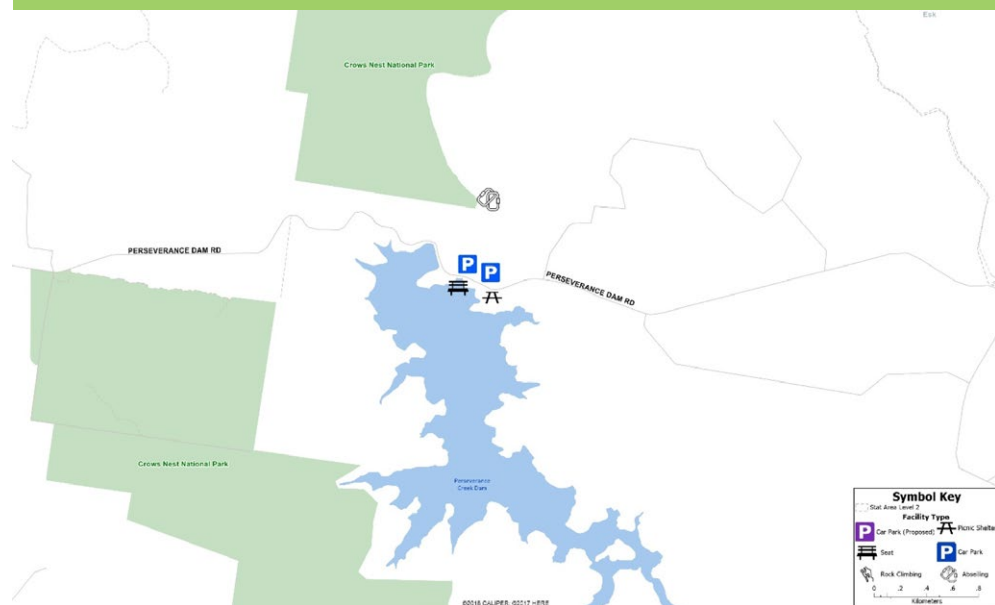 Esk
Crows Nest National Park
PERSEVERANCE DAM RD
P
P
PERSEVERANCE DAM RD
Crows Nest National Park
Perseverance
Creek Dam
Symbol Key
Stat Area Level 2
Facility Type
P Car Park (Proposed)
Picnic Shelter
Seat
P Car Park
Rock Climbing
Abseiling
0 .2 .4 .6 .8
Kilometers
©2016 CALIPER; ©2017 HERE